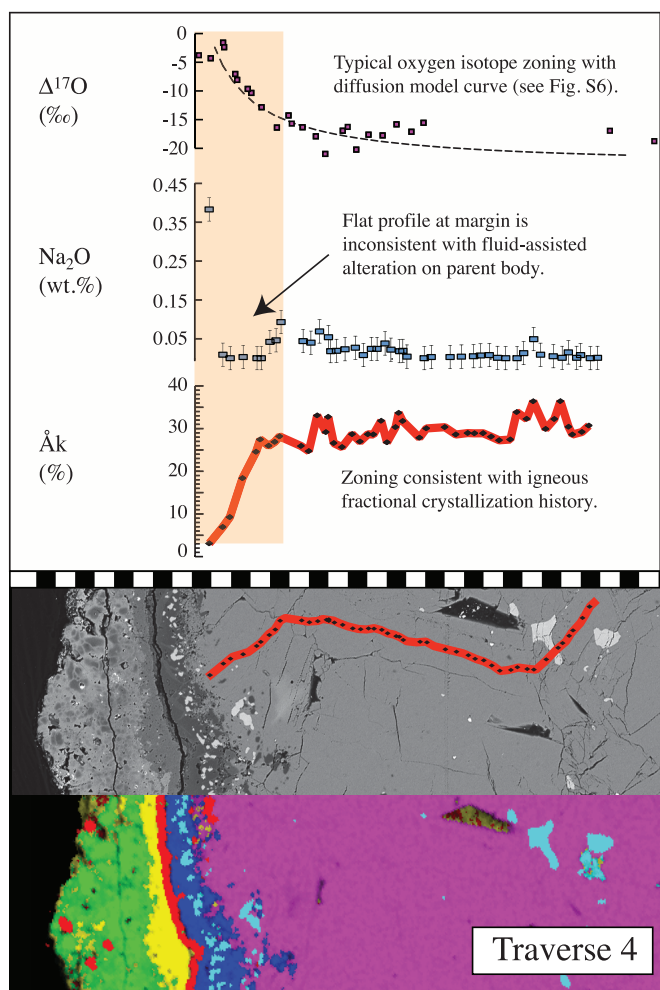 0
-5
-10
-15
-20
Δ¹⁷O
(‰)
Typical oxygen isotope zoning with
diffusion model curve (see Fig. S6).
0.45
0.35
0.25
0.15
0.05
Na₂O
(wt.%)
Flat profile at margin is
inconsistent with fluid-assisted
alteration on parent body.
40
30
20
10
0
Åk
(%)
Zoning consistent with igneous
fractional crystallization history.
Traverse 4